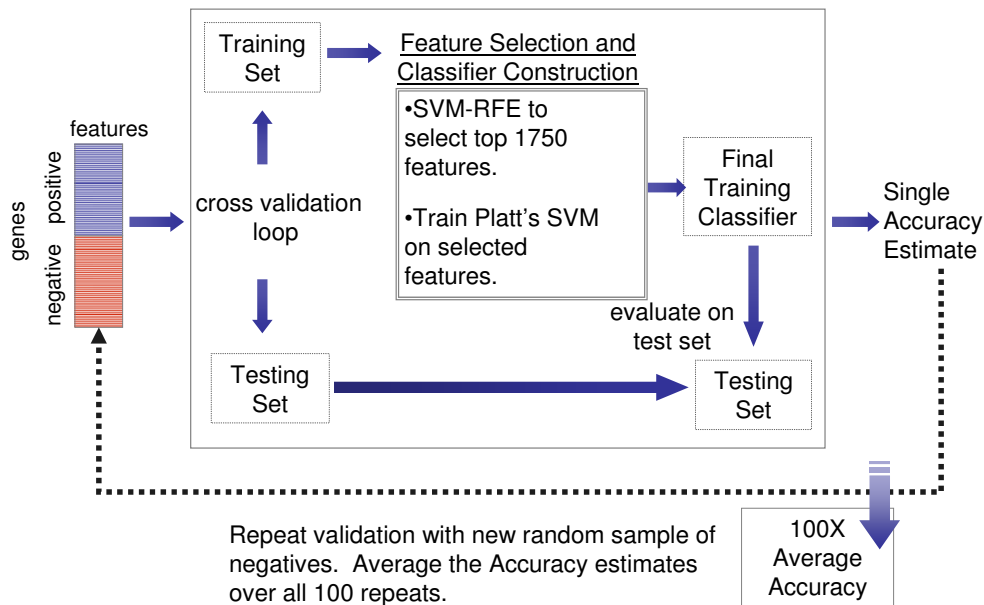 features
genes
negative positive
Training
Set
cross validation
loop
Testing
Set
Feature Selection and
Classifier Construction
•SVM-RFE to
select top 1750
features.
•Train Platt's SVM
on selected
features.
Final
Training
Classifier
evaluate on
test set
Testing
Set
Single
Accuracy
Estimate
Repeat validation with new random sample of
negatives.  Average the Accuracy estimates
over all 100 repeats.
100X
Average
Accuracy